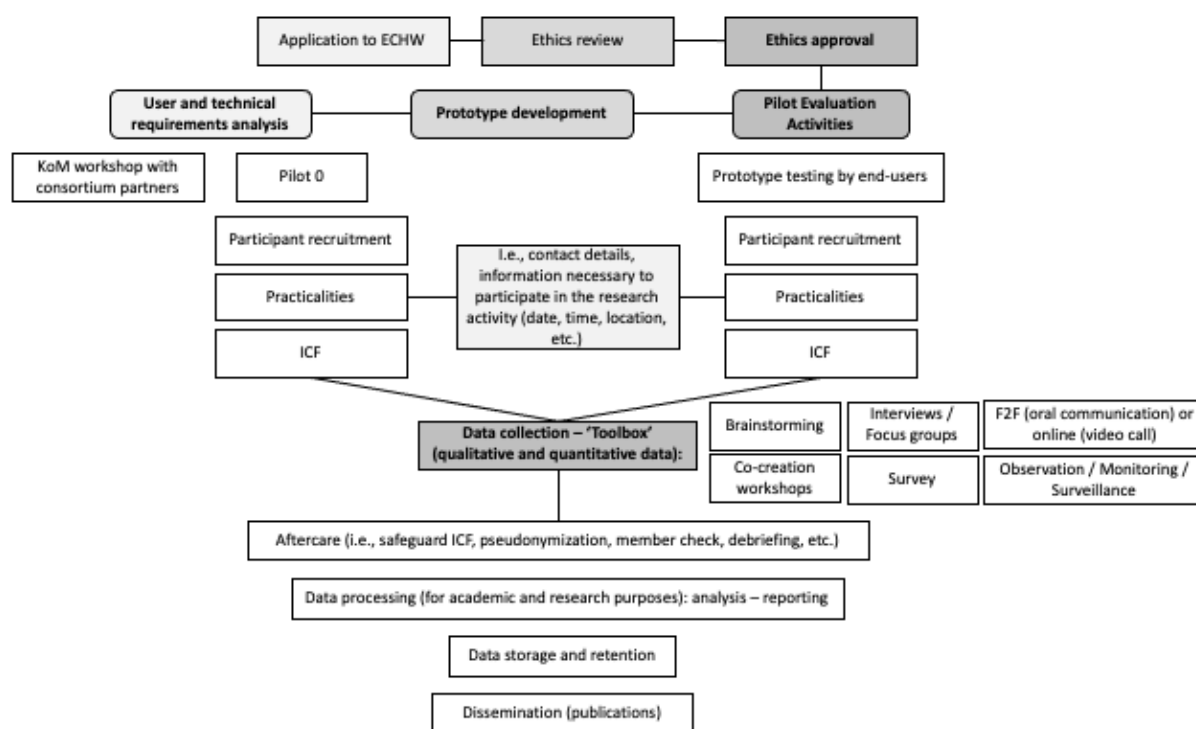 Application to ECHW
Ethics review
Ethics approval
User and technical
requirements analysis
Prototype development
Pilot Evaluation
Activities
KoM workshop with
consortium partners
Pilot 0
Prototype testing by end-users
Participant recruitment
I.e., contact details,
information necessary to
participate in the research
activity (date, time, location,
etc.)
Participant recruitment
Practicalities
Practicalities
ICF
ICF
Data collection – ‘Toolbox’
(qualitative and quantitative data):
Brainstorming
Interviews /
Focus groups
F2F (oral communication) or
online (video call)
Co-creation
workshops
Survey
Observation / Monitoring /
Surveillance
Aftercare (i.e., safeguard ICF, pseudonymization, member check, debriefing, etc.)
Data processing (for academic and research purposes): analysis – reporting
Data storage and retention
Dissemination (publications)